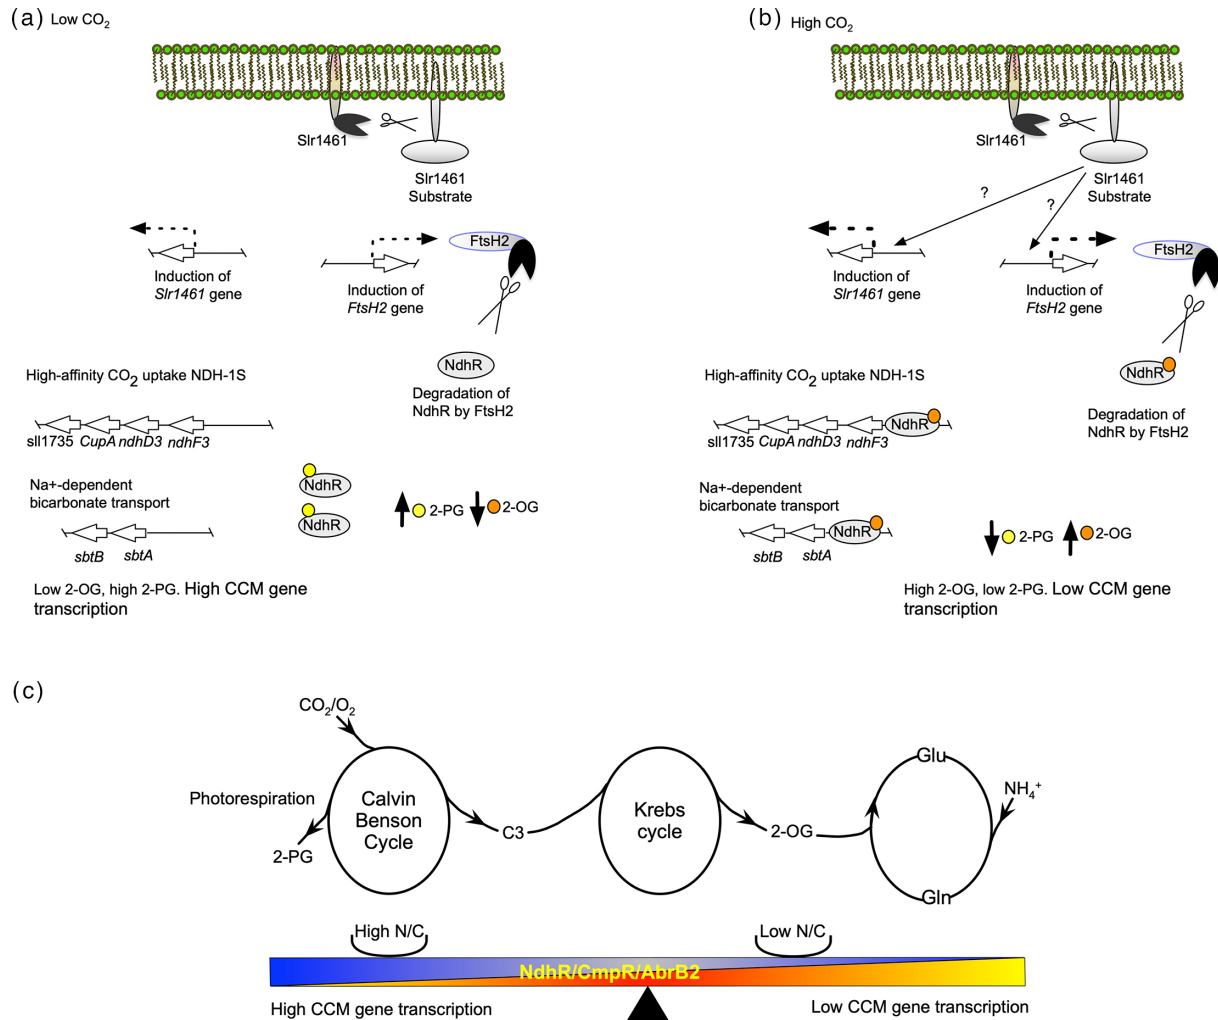 (a) Low CO2
Slr1461
Slr1461
Substrate
FtsH2
Induction of
Slr1461 gene
Induction of
FtsH2 gene
NdhR
Degradation of
NdhR by FtsH2
High-affinity CO2 uptake NDH-1S
sll1735 CupA ndhD3 ndhF3
Na+-dependent
bicarbonate transport
sbtB sbtA
NdhR
NdhR
2-PG 2-OG
Low 2-OG, high 2-PG. High CCM gene
transcription
(b) High CO2
Slr1461
Slr1461
Substrate
?
?
FtsH2
Induction of
Slr1461 gene
Induction of
FtsH2 gene
NdhR
Degradation of
NdhR by FtsH2
High-affinity CO2 uptake NDH-1S
NdhR
sll1735 CupA ndhD3 ndhF3
Na+-dependent
bicarbonate transport
NdhR
sbtB sbtA
2-PG 2-OG
High 2-OG, low 2-PG. Low CCM gene
transcription
(c)
CO2/O2
Photorespiration
2-PG
Calvin
Benson
Cycle
C3
Krebs
cycle
2-OG
Glu
NH4+
Gln
High N/C
Low N/C
NdhR/CmpR/AbrB2
High CCM gene transcription
Low CCM gene transcription